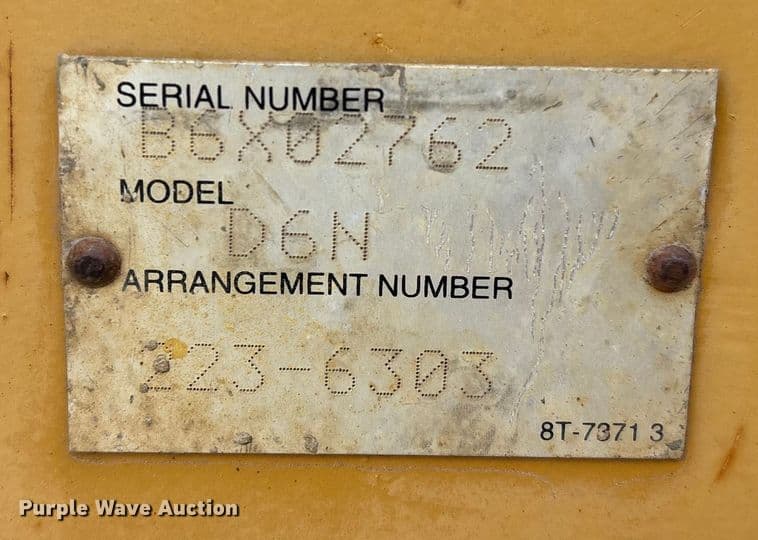 SERIAL NUMBER
B6X02762
MODEL
D6N
ARRANGEMENT NUMBER
223-6303
8T-7371 3
Purple Wave Auction